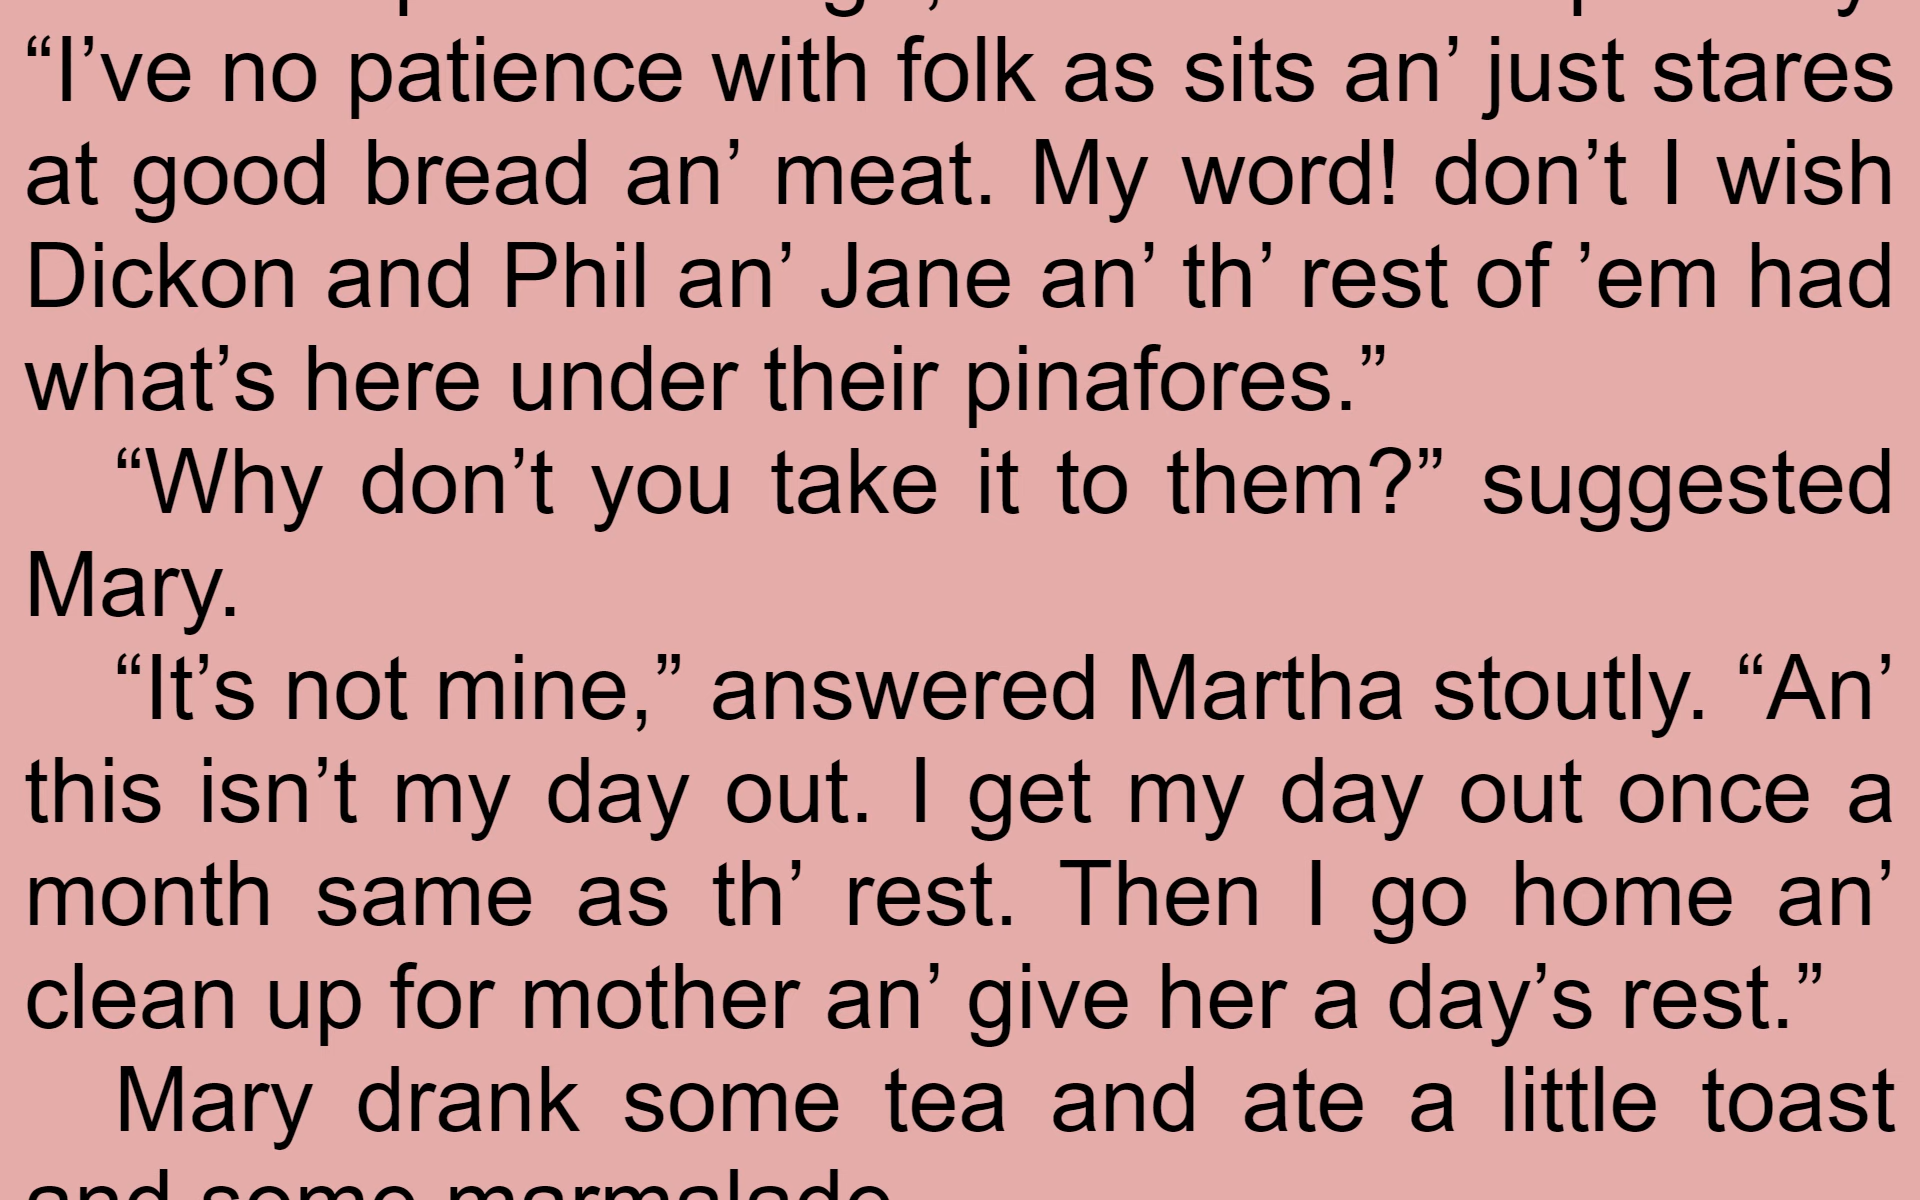 “I’ve no patience with folk as sits an’ just stares
at good bread an’ meat. My word! don’t I wish
Dickon and Phil an’ Jane an’ th’ rest of ’em had
what’s here under their pinafores.”
“Why don’t you take it to them?” suggested
Mary.
“It’s not mine,” answered Martha stoutly. “An’
this isn’t my day out. I get my day out once a
month same as th’ rest. Then I go home an’
clean up for mother an’ give her a day’s rest.”
Mary drank some tea and ate a little toast
and some marmalade